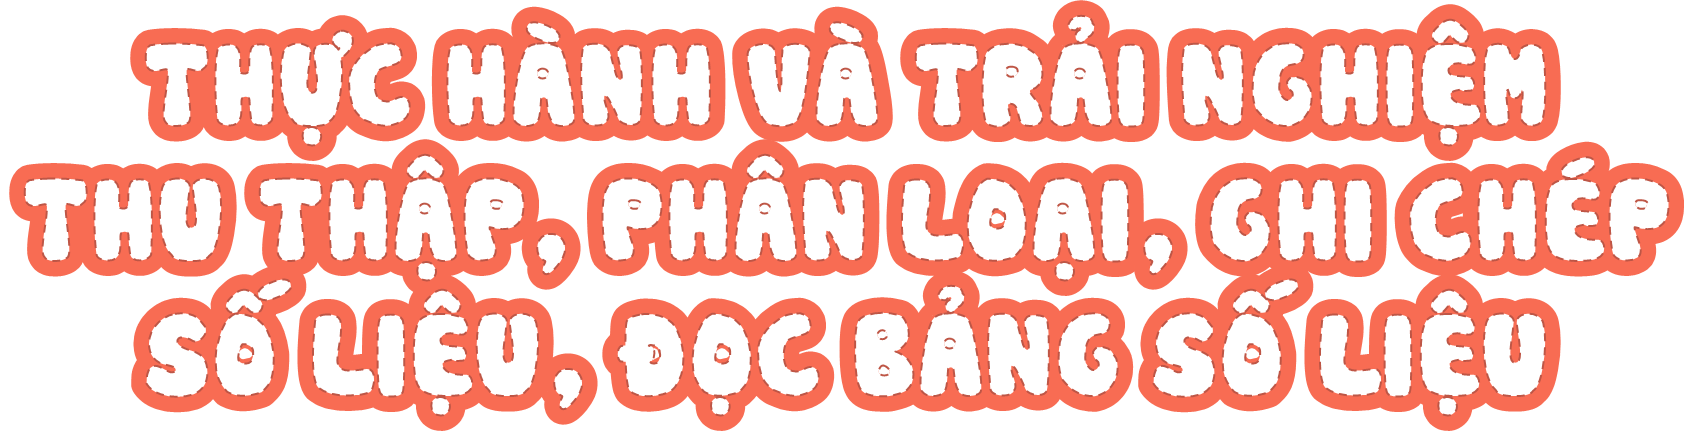 THỰC HÀNH VÀ TRẢI NGHIỆM
THU THẬP, PHÂN LOẠI, GHI CHÉP
SỐ LIỆU, ĐỌC BẢNG SỐ LIỆU